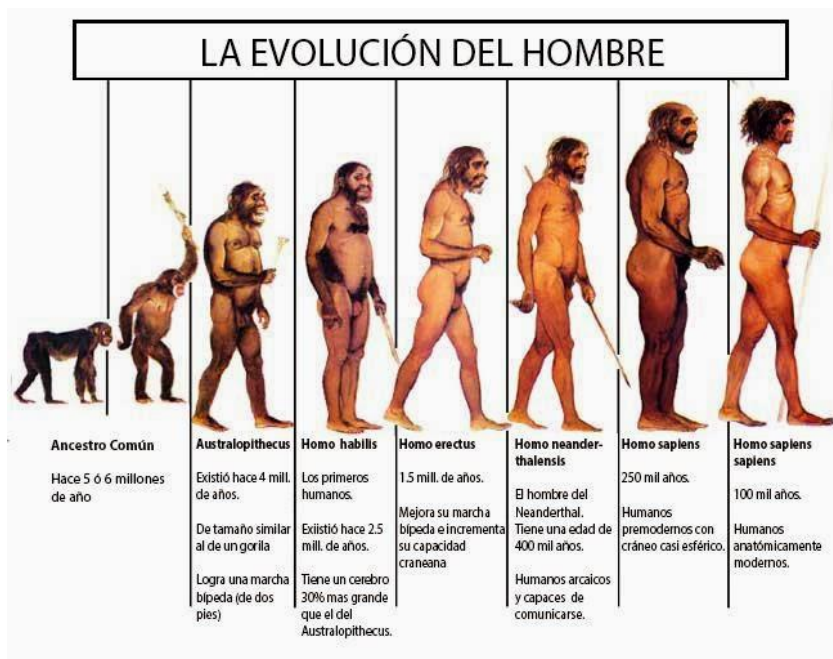 LA EVOLUCIÓN DEL HOMBRE
Ancestro Común
Hace 5 ó 6 millones
de año
Australopithecus
Existió hace 4 mill.
de años.
De tamaño similar
al de un gorila
Logra una marcha
bípeda (de dos
pies)
Homo habilis
Los primeros
humanos.
Exiistió hace 2.5
mill. de años.
Tiene un cerebro
30% mas grande
que el del
Australopithecus.
Homo erectus
1.5 mill. de años.
Mejora su marcha
bípeda e incrementa
su capacidad
craneana
Homo neander-
thalensis
El hombre del
Neanderthal.
Tiene una edad de
400 mil años.
Humanos arcaicos
y capaces de
comunicarse.
Homo sapiens
250 mil años.
Humanos
premodernos con
cráneo casi esférico.
Homo sapiens
sapiens
100 mil años.
Humanos
anatómicamente
modernos.